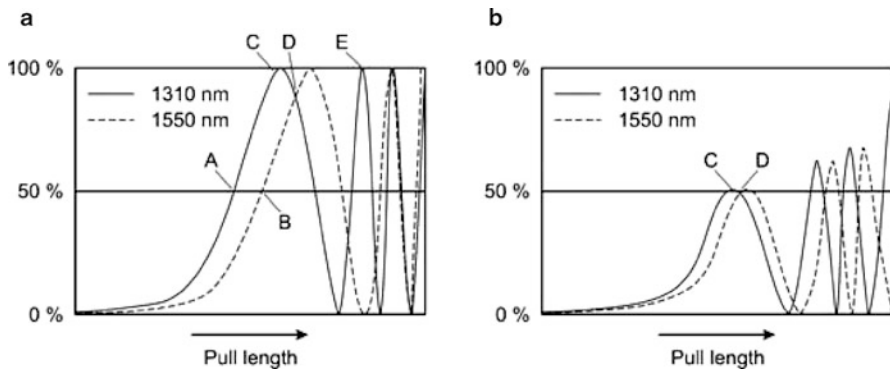 a
C D E
100 %
1310 nm
1550 nm
A
50 %
B
0 %
Pull length
b
100 %
1310 nm
1550 nm
C D
50 %
0 %
Pull length